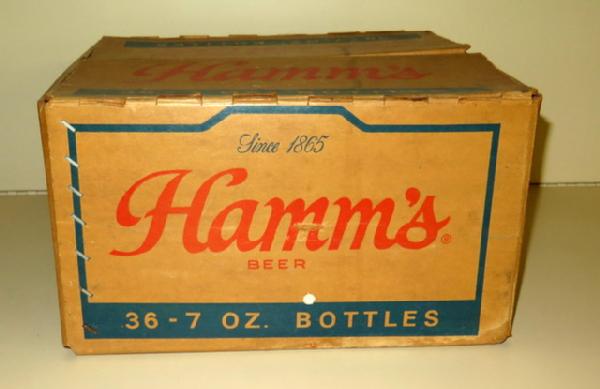 Hamm's
Since 1865
Hamm's®
BEER
36-7 OZ. BOTTLES